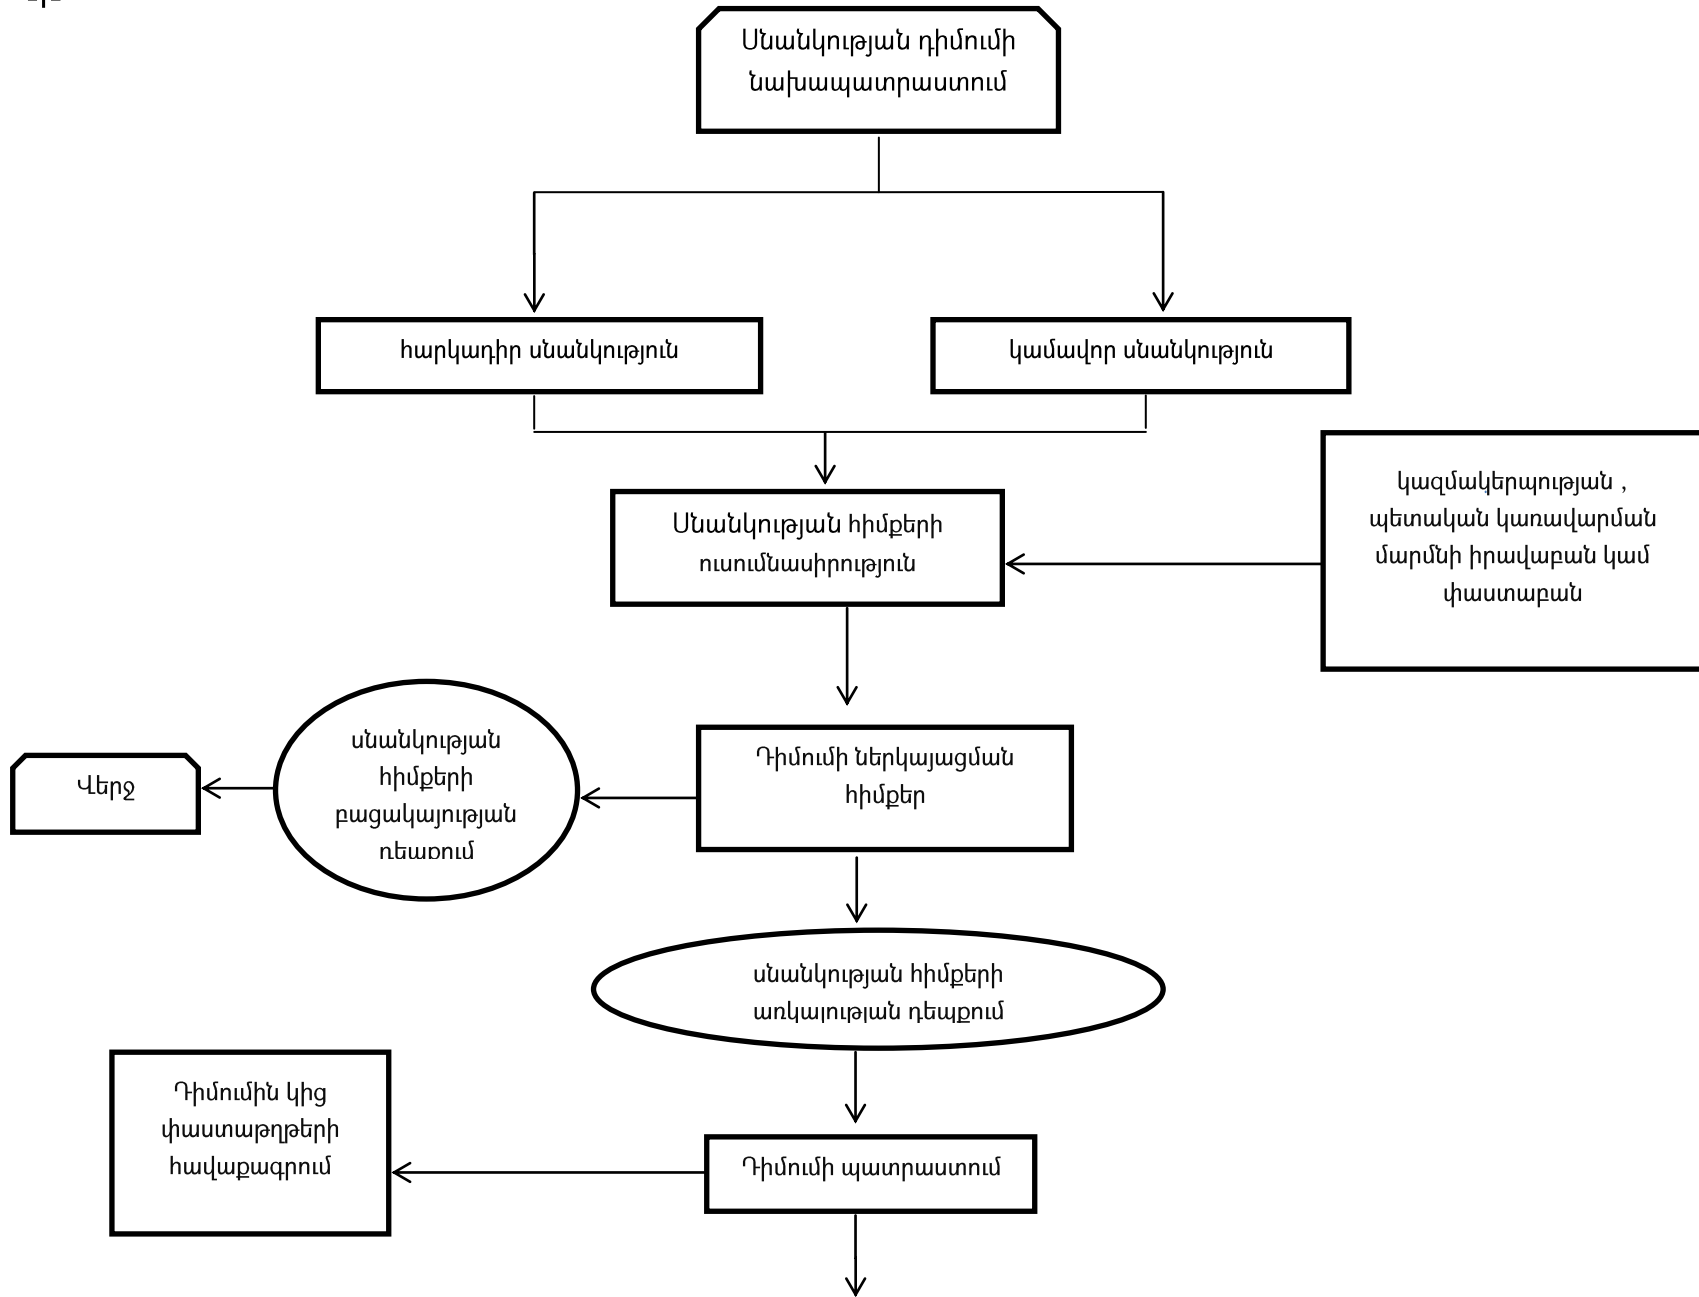 Սնանկության դիմումի
նախապատրաստում
հարկադիր սնանկություն
կամավոր սնանկություն
կազմակերպության ,
պետական կառավարման
մարմնի իրավաբան կամ
փաստաբան
Սնանկության հիմքերի
ուսումնասիրություն
սնանկության
հիմքերի
բացակայության
դեպքում
Դիմումի ներկայացման
հիմքեր
Վերջ
սնանկության հիմքերի
առկայության դեպքում
Դիմումին կից
փաստաթղթերի
հավաքագրում
Դիմումի պատրաստում